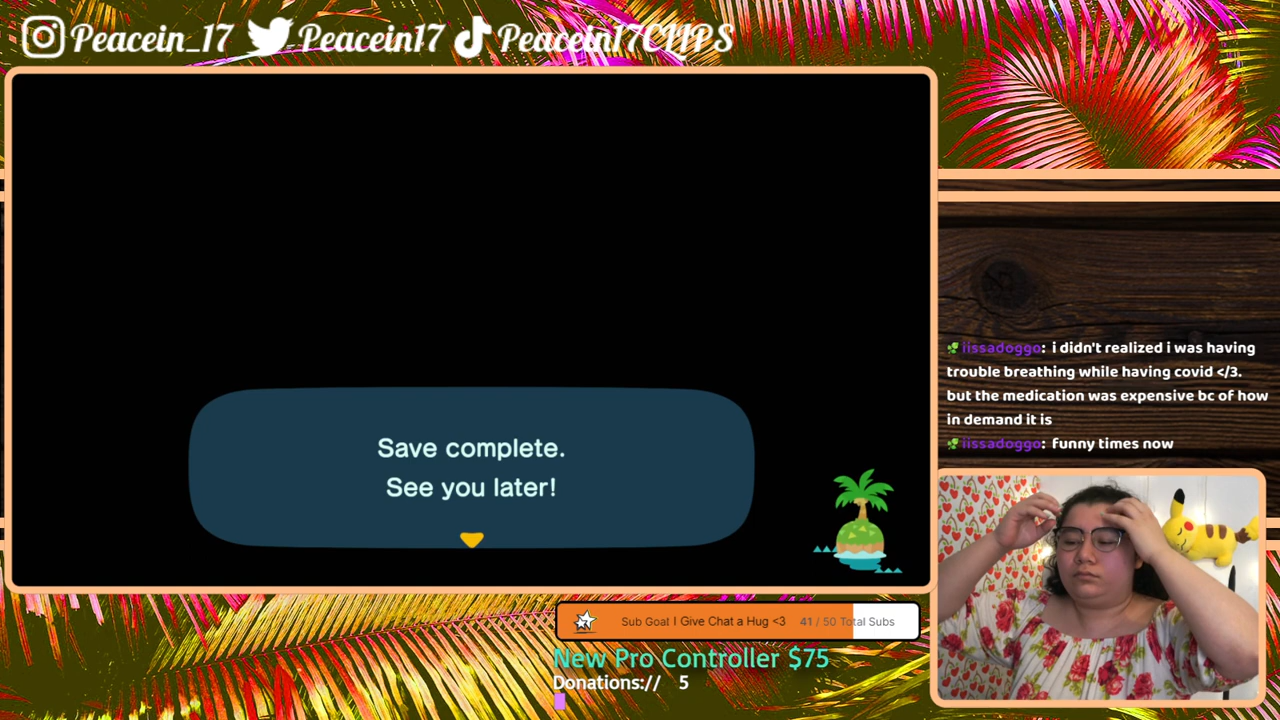 Peacein_17 Peacein17 Peacein17ClIPS
Save complete.
See you later!
iissadoggo: i didn't realized i was having
trouble breathing while having covid </3.
but the medication was expensive bc of how
in demand it is
iissadoggo: funny times now
Sub Goal I Give Chat a Hug <3 41 / 50 Total Subs
New Pro Controller $75
Donations:// 5